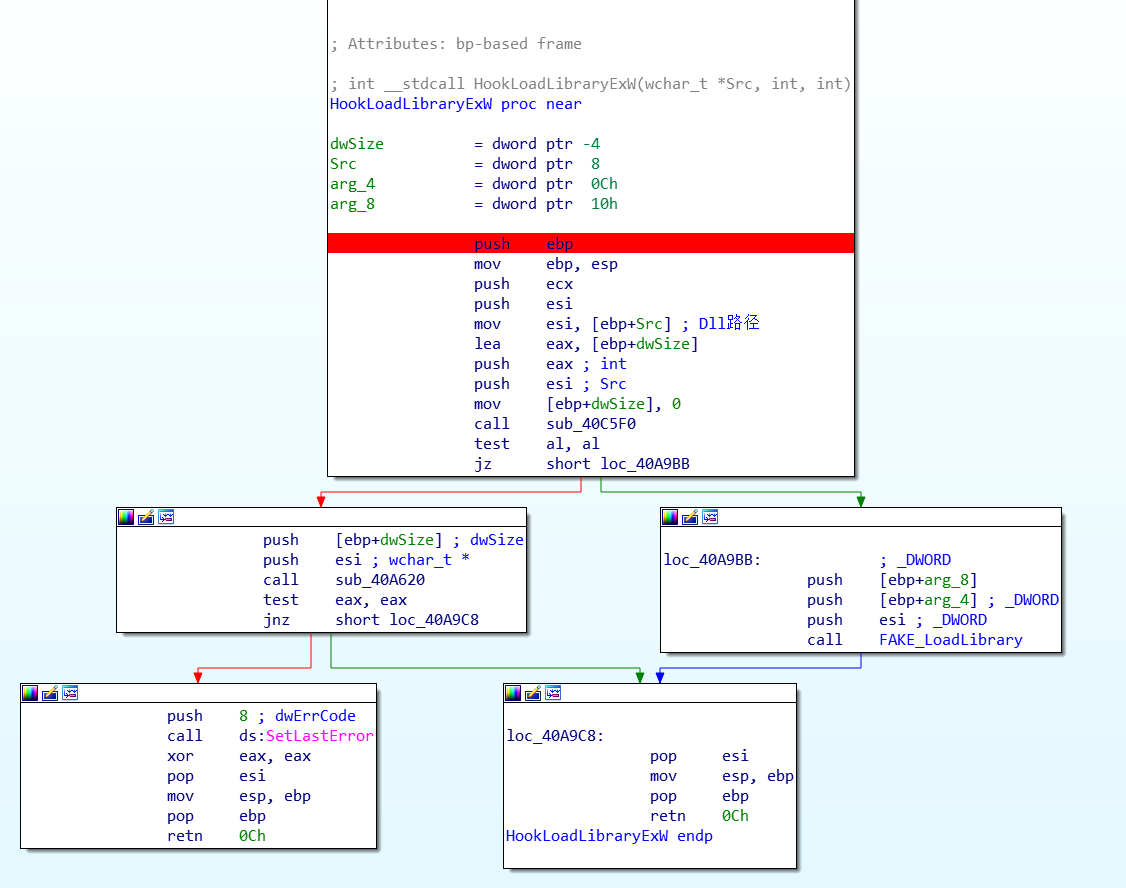 ; Attributes: bp-based frame
; int __stdcall HookLoadLibraryExW(wchar_t *Src, int, int)
HookLoadLibraryExW proc near
dwSize = dword ptr -4
Src = dword ptr 8
arg_4 = dword ptr 0Ch
arg_8 = dword ptr 10h
push ebp
mov ebp, esp
push ecx
push esi
mov esi, [ebp+Src] ; Dll路径
lea eax, [ebp+dwSize]
push eax ; int
push esi ; Src
mov [ebp+dwSize], 0
call sub_40C5F0
test al, al
jz short loc_40A9BB
push [ebp+dwSize] ; dwSize
push esi ; wchar_t *
call sub_40A620
test eax, eax
jnz short loc_40A9C8
loc_40A9BB: ; _DWORD
push [ebp+arg_8]
push [ebp+arg_4] ; _DWORD
push esi ; _DWORD
call FAKE_LoadLibrary
push 8 ; dwErrCode
call ds:SetLastError
xor eax, eax
pop esi
mov esp, ebp
pop ebp
retn 0Ch
loc_40A9C8:
pop esi
mov esp, ebp
pop ebp
retn 0Ch
HookLoadLibraryExW endp